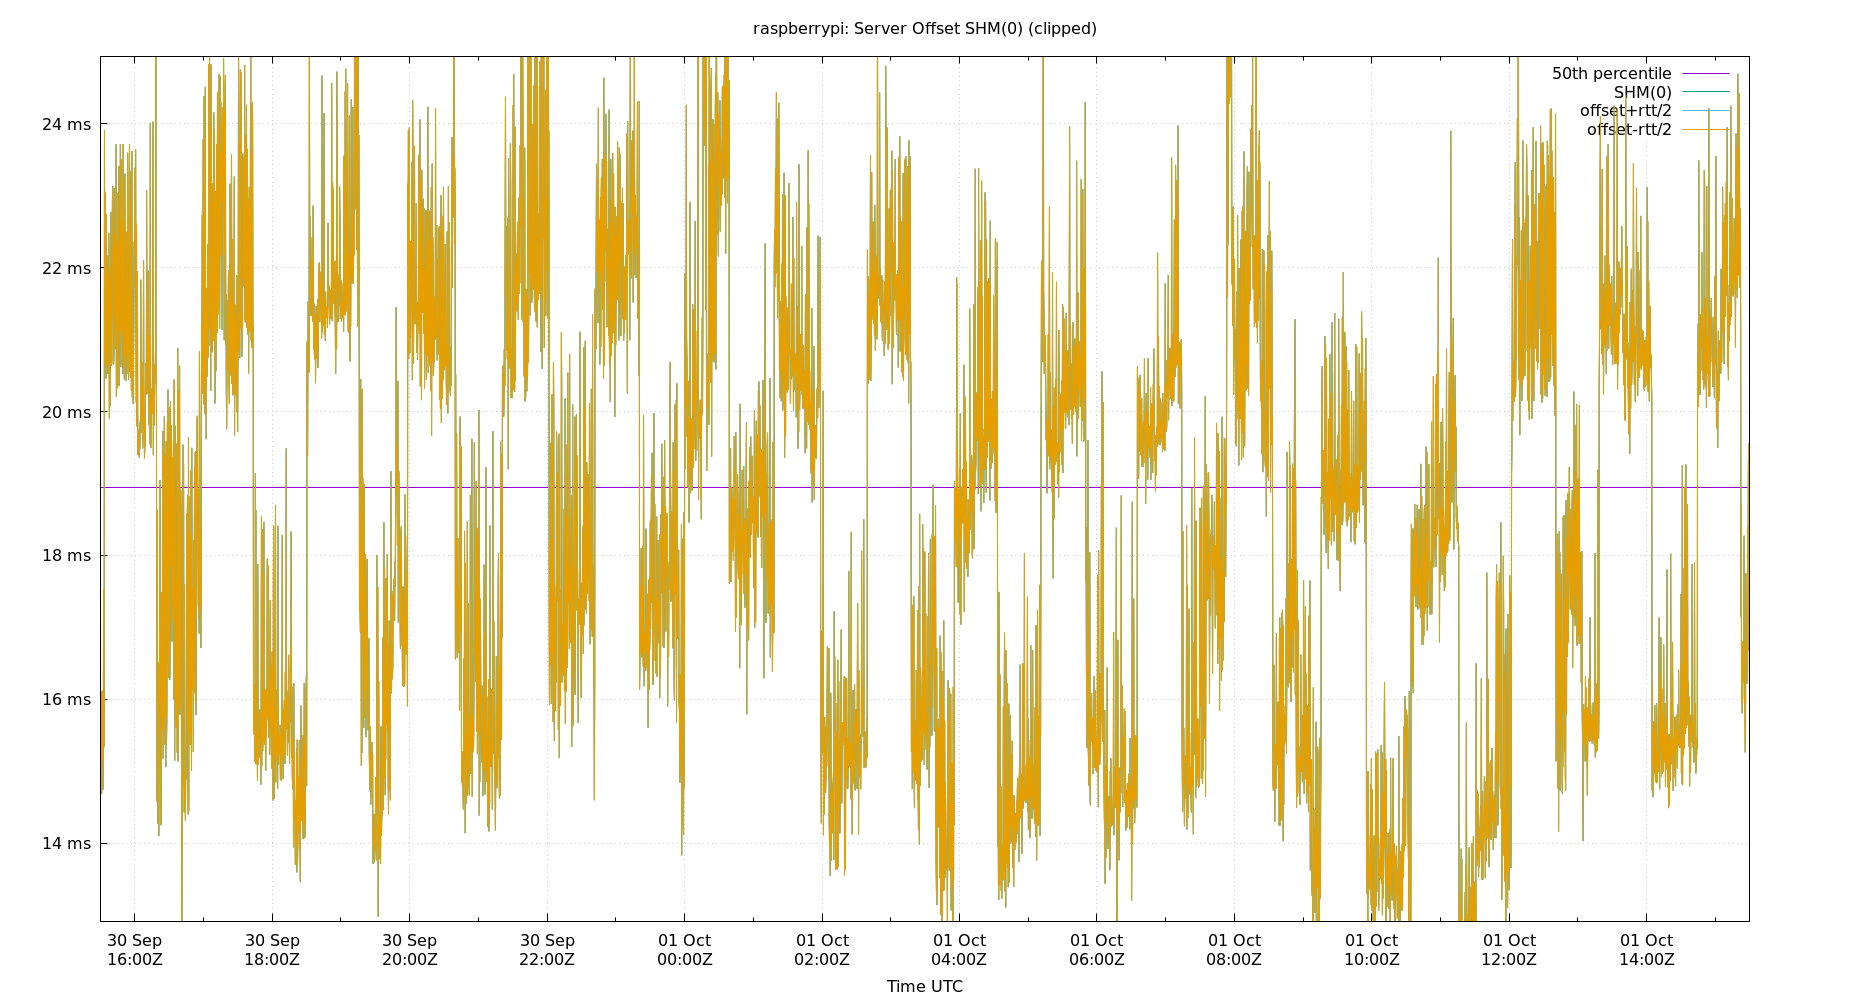 raspberrypi: Server Offset SHM(0) (clipped)
50th percentile
SHM(0)
offset+rtt/2
offset-rtt/2
24 ms
22 ms
20 ms
18 ms
16 ms
14 ms
30 Sep 30 Sep 30 Sep 30 Sep 01 Oct 01 Oct 01 Oct 01 Oct 01 Oct 01 Oct 01 Oct 01 Oct
16:00Z 18:00Z 20:00Z 22:00Z 00:00Z 02:00Z 04:00Z 06:00Z 08:00Z 10:00Z 12:00Z 14:00Z
Time UTC